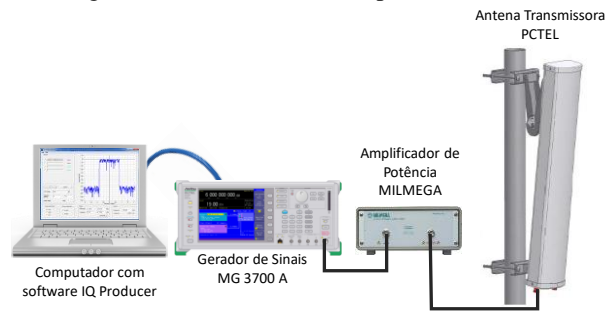 Antena Transmissora
PCTEL
Amplificador de
Potência
MILMEGA
Gerador de Sinais
MG 3700 A
Computador com
software IQ Producer